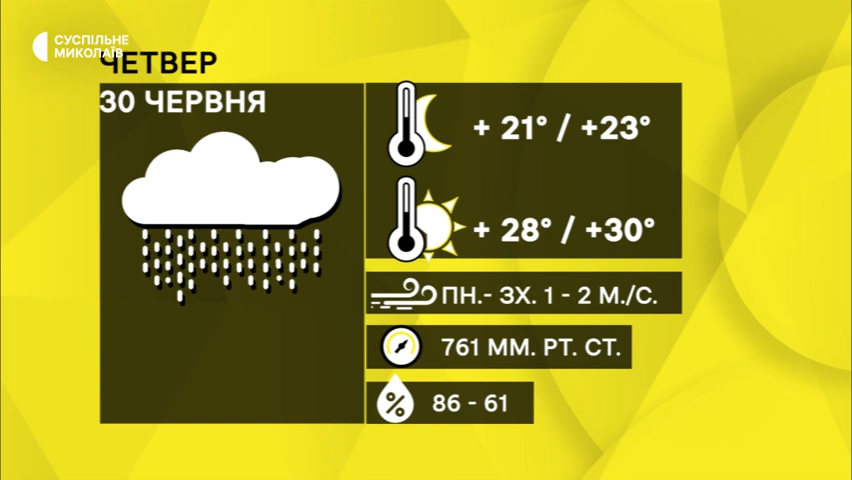 СУСПІЛЬНЕ
МИКОЛАЇВ
ЧЕТВЕР
30 ЧЕРВНЯ
+ 21° / +23°
+ 28° / +30°
ПН.- ЗХ. 1 - 2 М./С.
761 ММ. РТ. СТ.
% 86 - 61